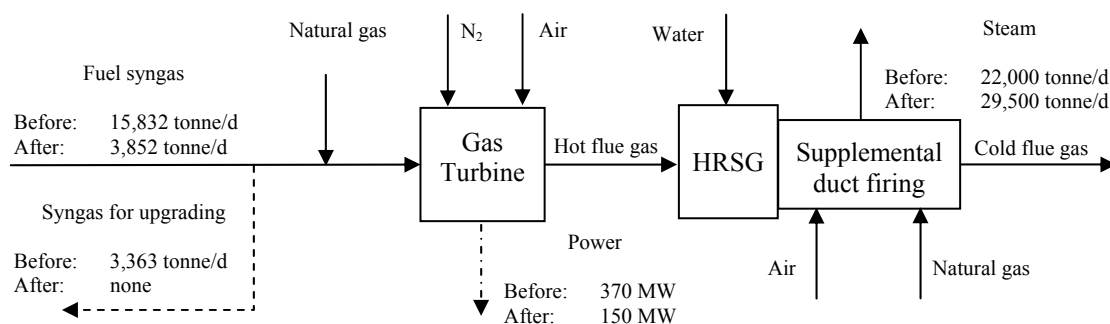 Natural gas
N₂
Air
Water
Steam
Before: 22,000 tonne/d
After: 29,500 tonne/d
Fuel syngas
Before: 15,832 tonne/d
After: 3,852 tonne/d
Gas
Turbine
Hot flue gas
HRSG
Supplemental
duct firing
Cold flue gas
Syngas for upgrading
Before: 3,363 tonne/d
After: none
Power
Before: 370 MW
After: 150 MW
Air
Natural gas